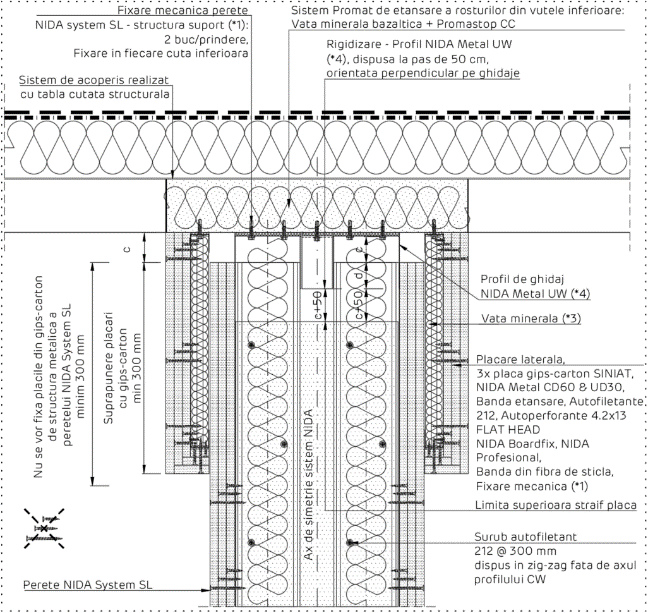 Fixare mecanica perete
NIDA system SL - structura suport (*1):
2 buc/prindere,
Fixare in fiecare cuta inferioara
Sistem Promat de etansare a rosturilor din vutele inferioare:
Vata minerala bazaltica + Promastop CC
Rigidizare - Profil NIDA Metal UW
(*4), dispusa la pas de 50 cm,
orientata perpendicular pe ghidaje
Sistem de acoperis realizat
cu tabla cutata structurala
c
c
d
c+50
c+50
Nu se vor fixa placile din gips-carton
de structura metalica a
peretelui NIDA System SL
minim 300 mm
Suprapunere placari
cu gips-carton
min 300 mm
Ax de simetrie sistem NIDA
Profil de ghidaj
NIDA Metal UW (*4)
Vata minerala (*3)
Placare laterala,
3x placa gips-carton SINIAT,
NIDA Metal CD60 & UD30,
Banda etansare, Autofiletante
212, Autoperforante 4.2x13
FLAT HEAD
NIDA Boardfix, NIDA
Profesional,
Banda din fibra de sticla,
Fixare mecanica (*1)
Limita superioara straif placa
Surub autofiletant
212 @ 300 mm
dispus in zig-zag fata de axul
profilului CW
Perete NIDA System SL